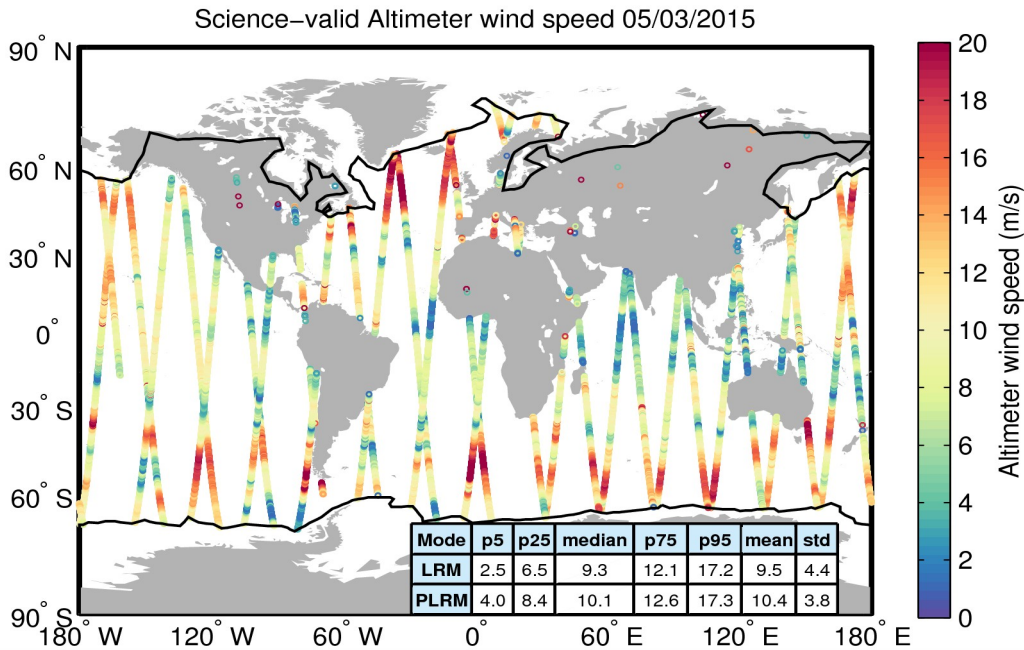 Science−valid Altimeter wind speed 05/03/2015
90° N
60° N
30° N
0°
30° S
60° S
90° S
180° W
120° W
60° W
0°
60° E
120° E
180° E
Mode p5 p25 median p75 p95 mean std
LRM 2.5 6.5 9.3 12.1 17.2 9.5 4.4
PLRM 4.0 8.4 10.1 12.6 17.3 10.4 3.8
20
18
16
14
12
10
8
6
4
2
0
Altimeter wind speed (m/s)